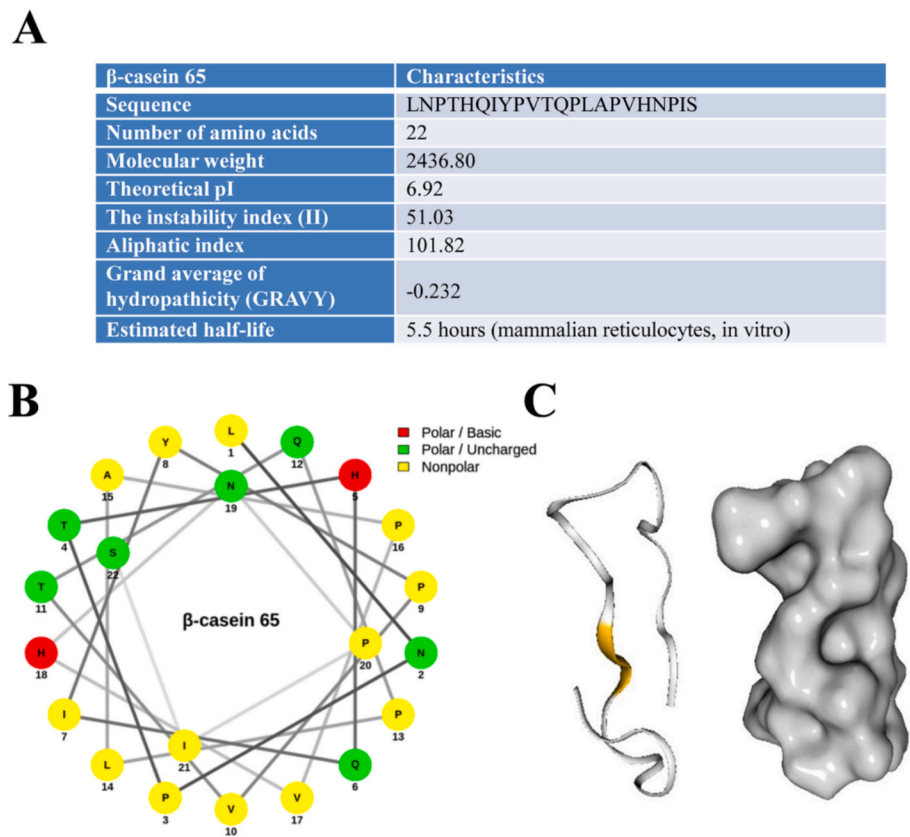 A
β-casein 65 Characteristics
Sequence LNPTHQIYPVTQPLAPVHNPIS
Number of amino acids 22
Molecular weight 2436.80
Theoretical pI 6.92
The instability index (II) 51.03
Aliphatic index 101.82
Grand average of
hydropathicity (GRAVY) -0.232
Estimated half-life 5.5 hours (mammalian reticulocytes, in vitro)
B
Polar / Basic
Polar / Uncharged
Nonpolar
L
1
Q
12
H
5
P
16
P
9
N
2
P
13
Q
6
V
17
V
10
P
3
L
14
I
7
H
18
T
11
T
4
A
15
Y
8
N
19
P
20
I
21
S
22
β-casein 65
C